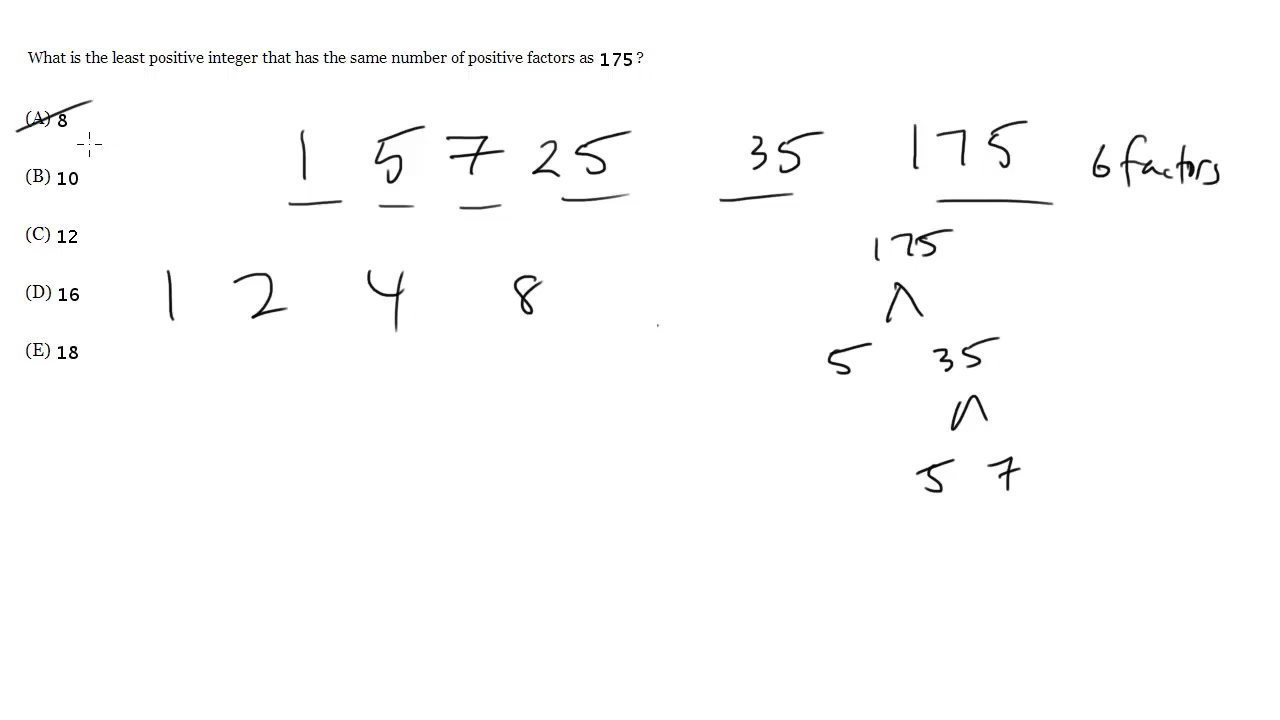 What is the least positive integer that has the same number of positive factors as 175?
(A) 8
1 5 7 25 35 175 6 factors
(B) 10
(C) 12
175
(D) 16
1 2 4 8
(E) 18
5 35
5 7